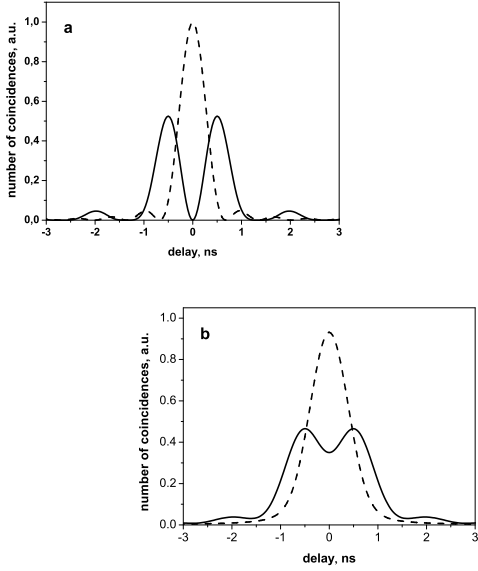 a
number of coincidences, a.u.
1,0
0,8
0,6
0,4
0,2
0,0
-3 -2 -1 0 1 2 3
delay, ns
b
number of coincidences, a.u.
1.0
0.8
0.6
0.4
0.2
0.0
-3 -2 -1 0 1 2 3
delay, ns